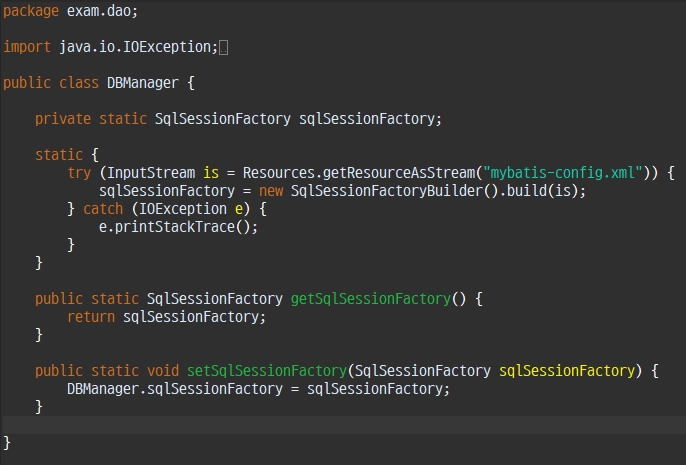 package exam.dao;
import java.io.IOException;
public class DBManager {
private static SqlSessionFactory sqlSessionFactory;
static {
try (InputStream is = Resources.getResourceAsStream("mybatis-config.xml")) {
sqlSessionFactory = new SqlSessionFactoryBuilder().build(is);
} catch (IOException e) {
e.printStackTrace();
}
}
public static SqlSessionFactory getSqlSessionFactory() {
return sqlSessionFactory;
}
public static void setSqlSessionFactory(SqlSessionFactory sqlSessionFactory) {
DBManager.sqlSessionFactory = sqlSessionFactory;
}
}